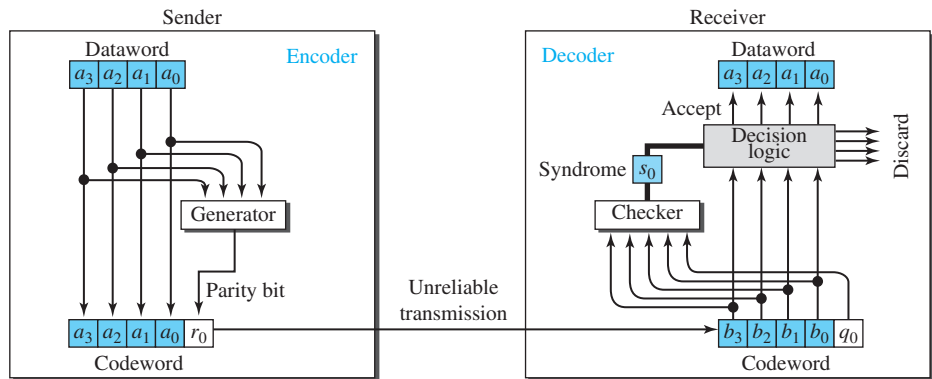 Sender
Encoder
Dataword
a3 a2 a1 a0
Generator
Parity bit
a3 a2 a1 a0 r0
Codeword
Unreliable
transmission
Receiver
Decoder
Dataword
a3 a2 a1 a0
Accept
Decision
logic
Discard
Syndrome s0
Checker
b3 b2 b1 b0 q0
Codeword